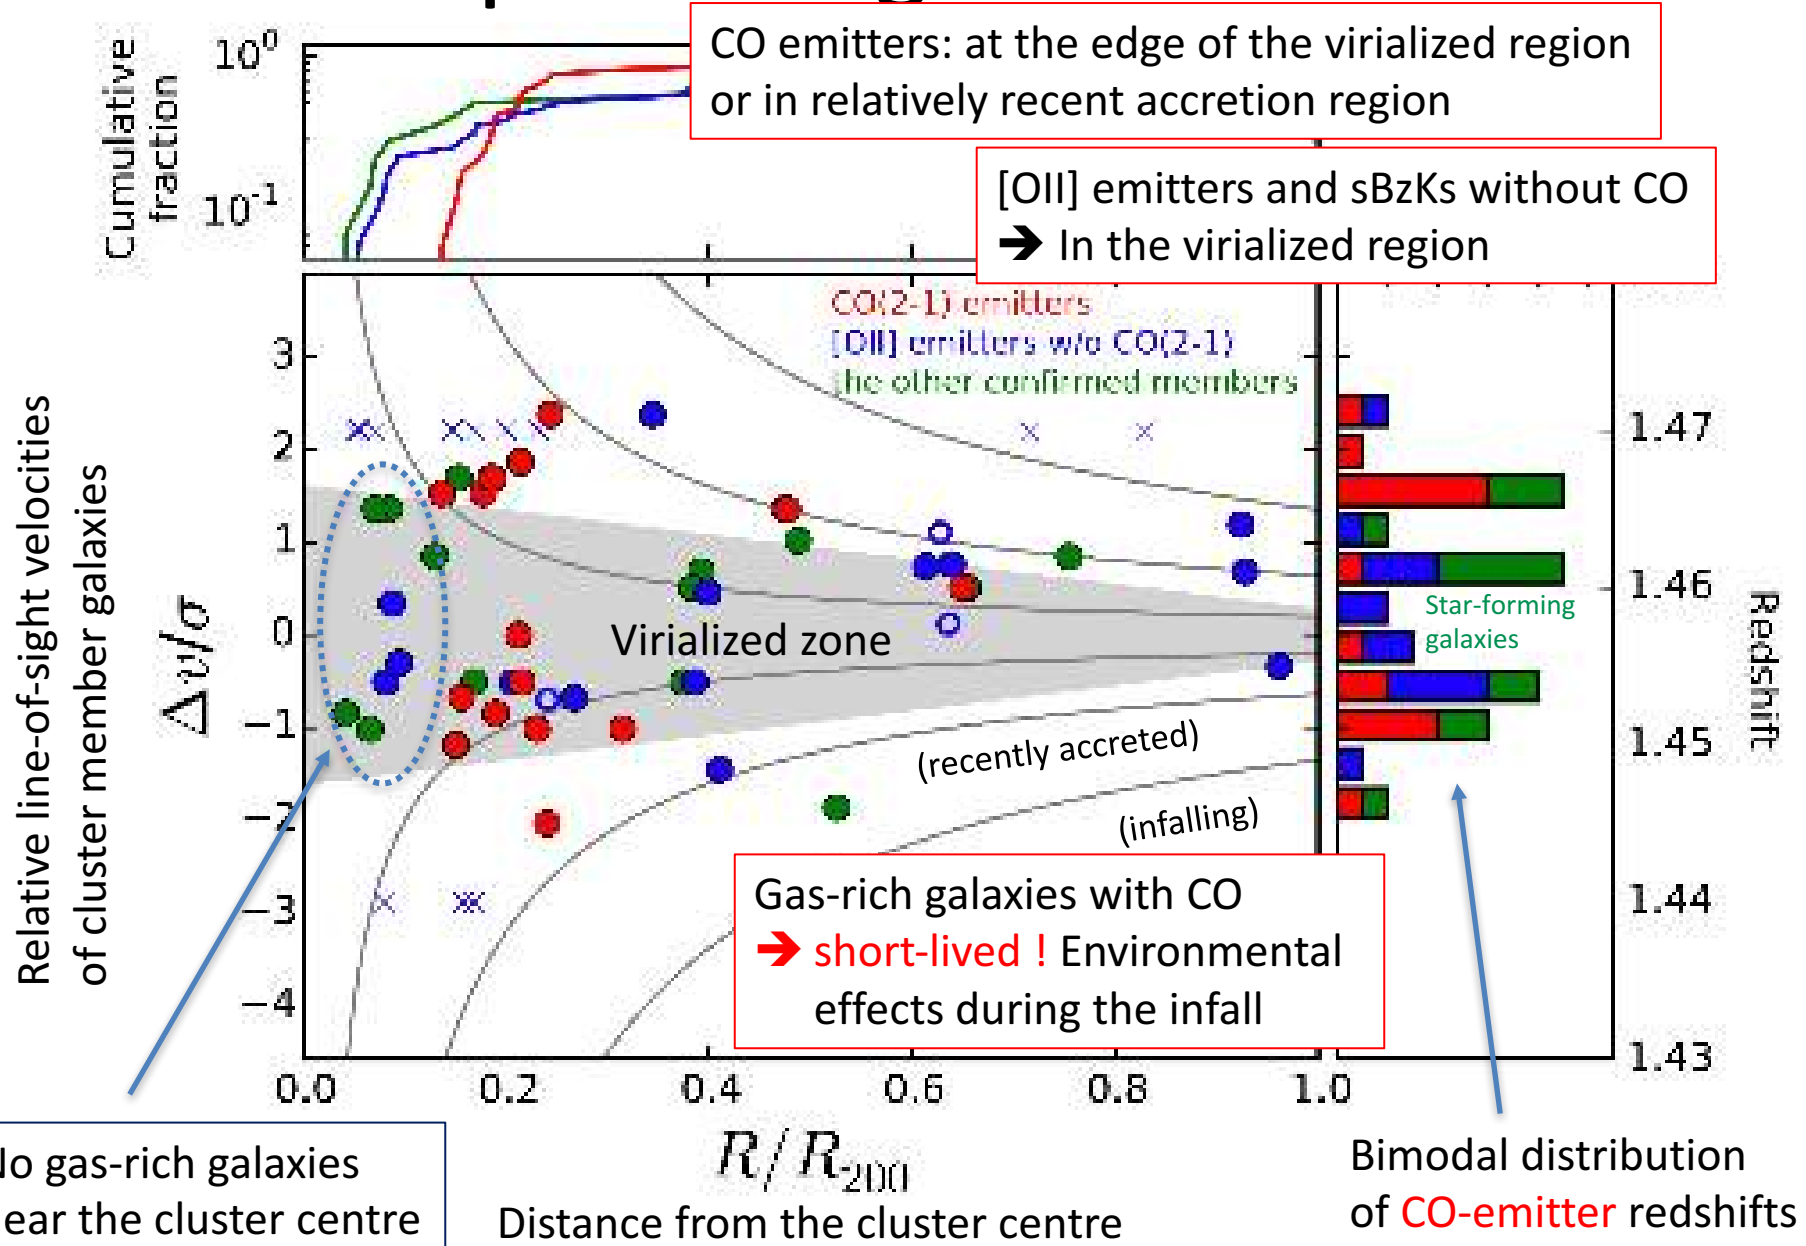 CO emitters: at the edge of the virialized region
or in relatively recent accretion region
[OII] emitters and sBzKs without CO
➔ In the virialized region
Cumulative
fraction
10^0
10^-1
CO(2-1) emitters
[OII] emitters w/o CO(2-1)
the other confirmed members
Relative line-of-sight velocities
of cluster member galaxies
Δv/σ
3
2
1
0
−1
−2
−3
−4
Virialized zone
(recently accreted)
(infalling)
Star-forming
galaxies
1.47
1.46
1.45
1.44
1.43
Redshift
Gas-rich galaxies with CO
➔ short-lived ! Environmental
effects during the infall
0.0 0.2 0.4 0.6 0.8 1.0
R/R200
Distance from the cluster centre
No gas-rich galaxies
near the cluster centre
Bimodal distribution
of CO-emitter redshifts